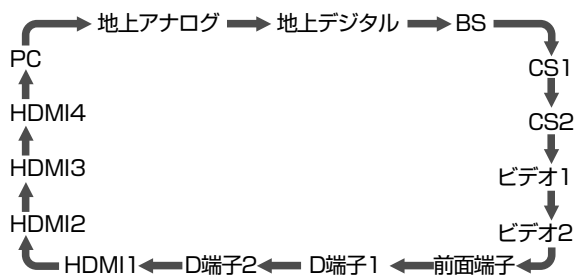 地上アナログ 地上デジタル BS
PC
CS1
HDMI4
CS2
HDMI3
ビデオ1
HDMI2
ビデオ2
HDMI1 D端子2 D端子1 前面端子